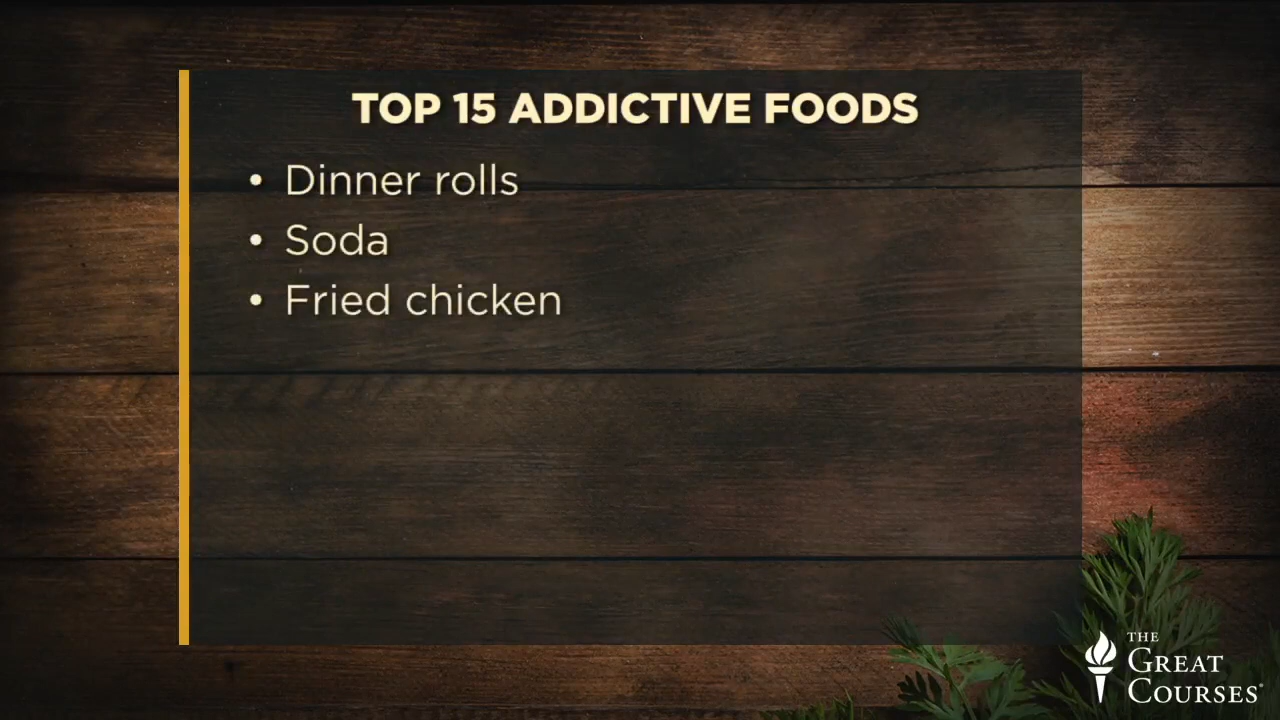 TOP 15 ADDICTIVE FOODS
• Dinner rolls
• Soda
• Fried chicken
THE
GREAT
COURSES®